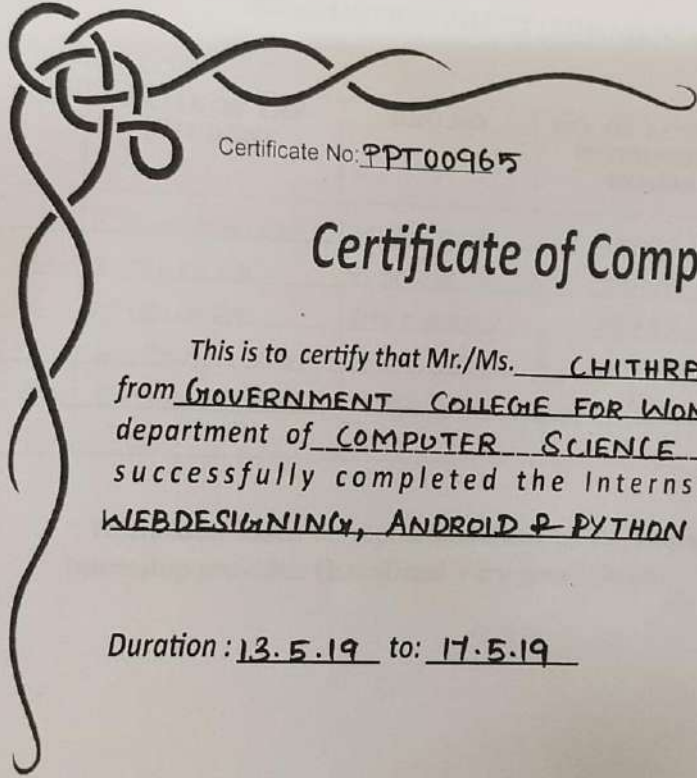 Certificate No: PPT00965
Certificate of Comp
This is to certify that Mr./Ms. CHITHRE
from GOVERNMENT COLLEGE FOR WOM
department of COMPUTER SCIENCE
successfully completed the Interns
WEBDESIGNING, ANDROID & PYTHON
Duration : 13.5.19 to: 17.5.19